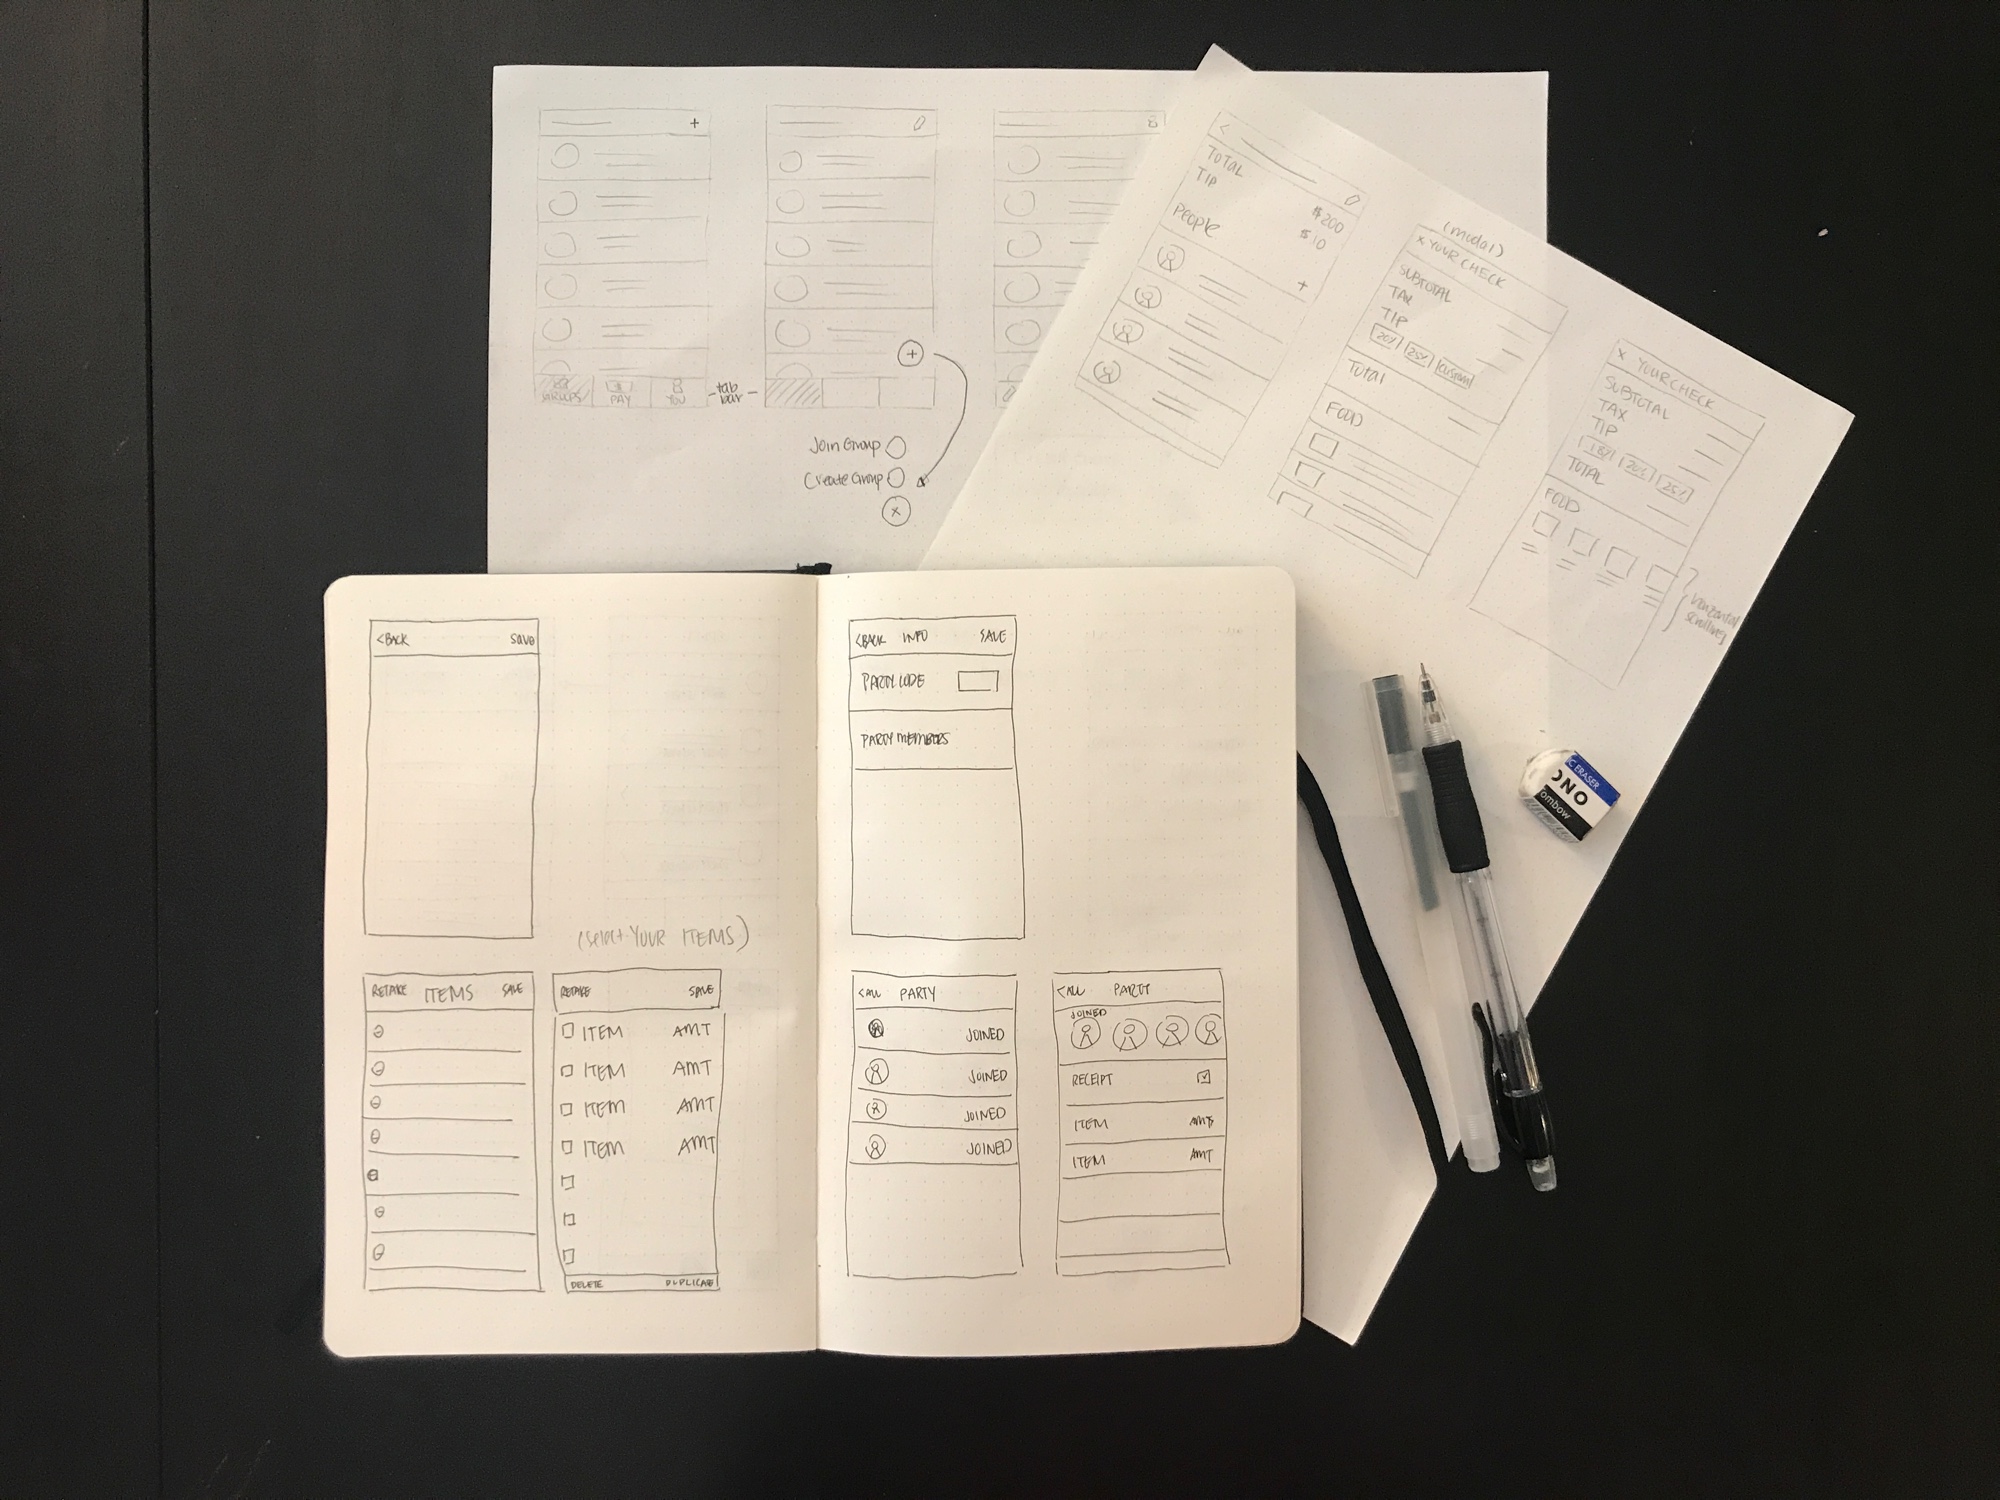 +
GROUPS
PAY
YOU
-tab
bar-
+
Join Group
Create Group
x
<
TOTAL
$200
TIP
$10
People
+
(modal)
x YOUR CHECK
SUBTOTAL
TAX
TIP
20% 25% custom
Total
FOOD
X YOUR CHECK
SUBTOTAL
TAX
TIP
18% 20% 25%
TOTAL
FOOD
horizontal
scrolling
<BACK SAVE
(select YOUR ITEMS)
RETAKE ITEMS SAVE
RETAKE SAVE
ITEM AMT
ITEM AMT
ITEM AMT
ITEM AMT
DELETE DUPLICATE
<BACK INFO SAVE
PARTY CODE
PARTY MEMBERS
<ALL PARTY
JOINED
JOINED
JOINED
JOINED
<ALL PARTY
JOINED
RECEIPT
ITEM AMT
ITEM AMT
C ERASER
ONO
ombow